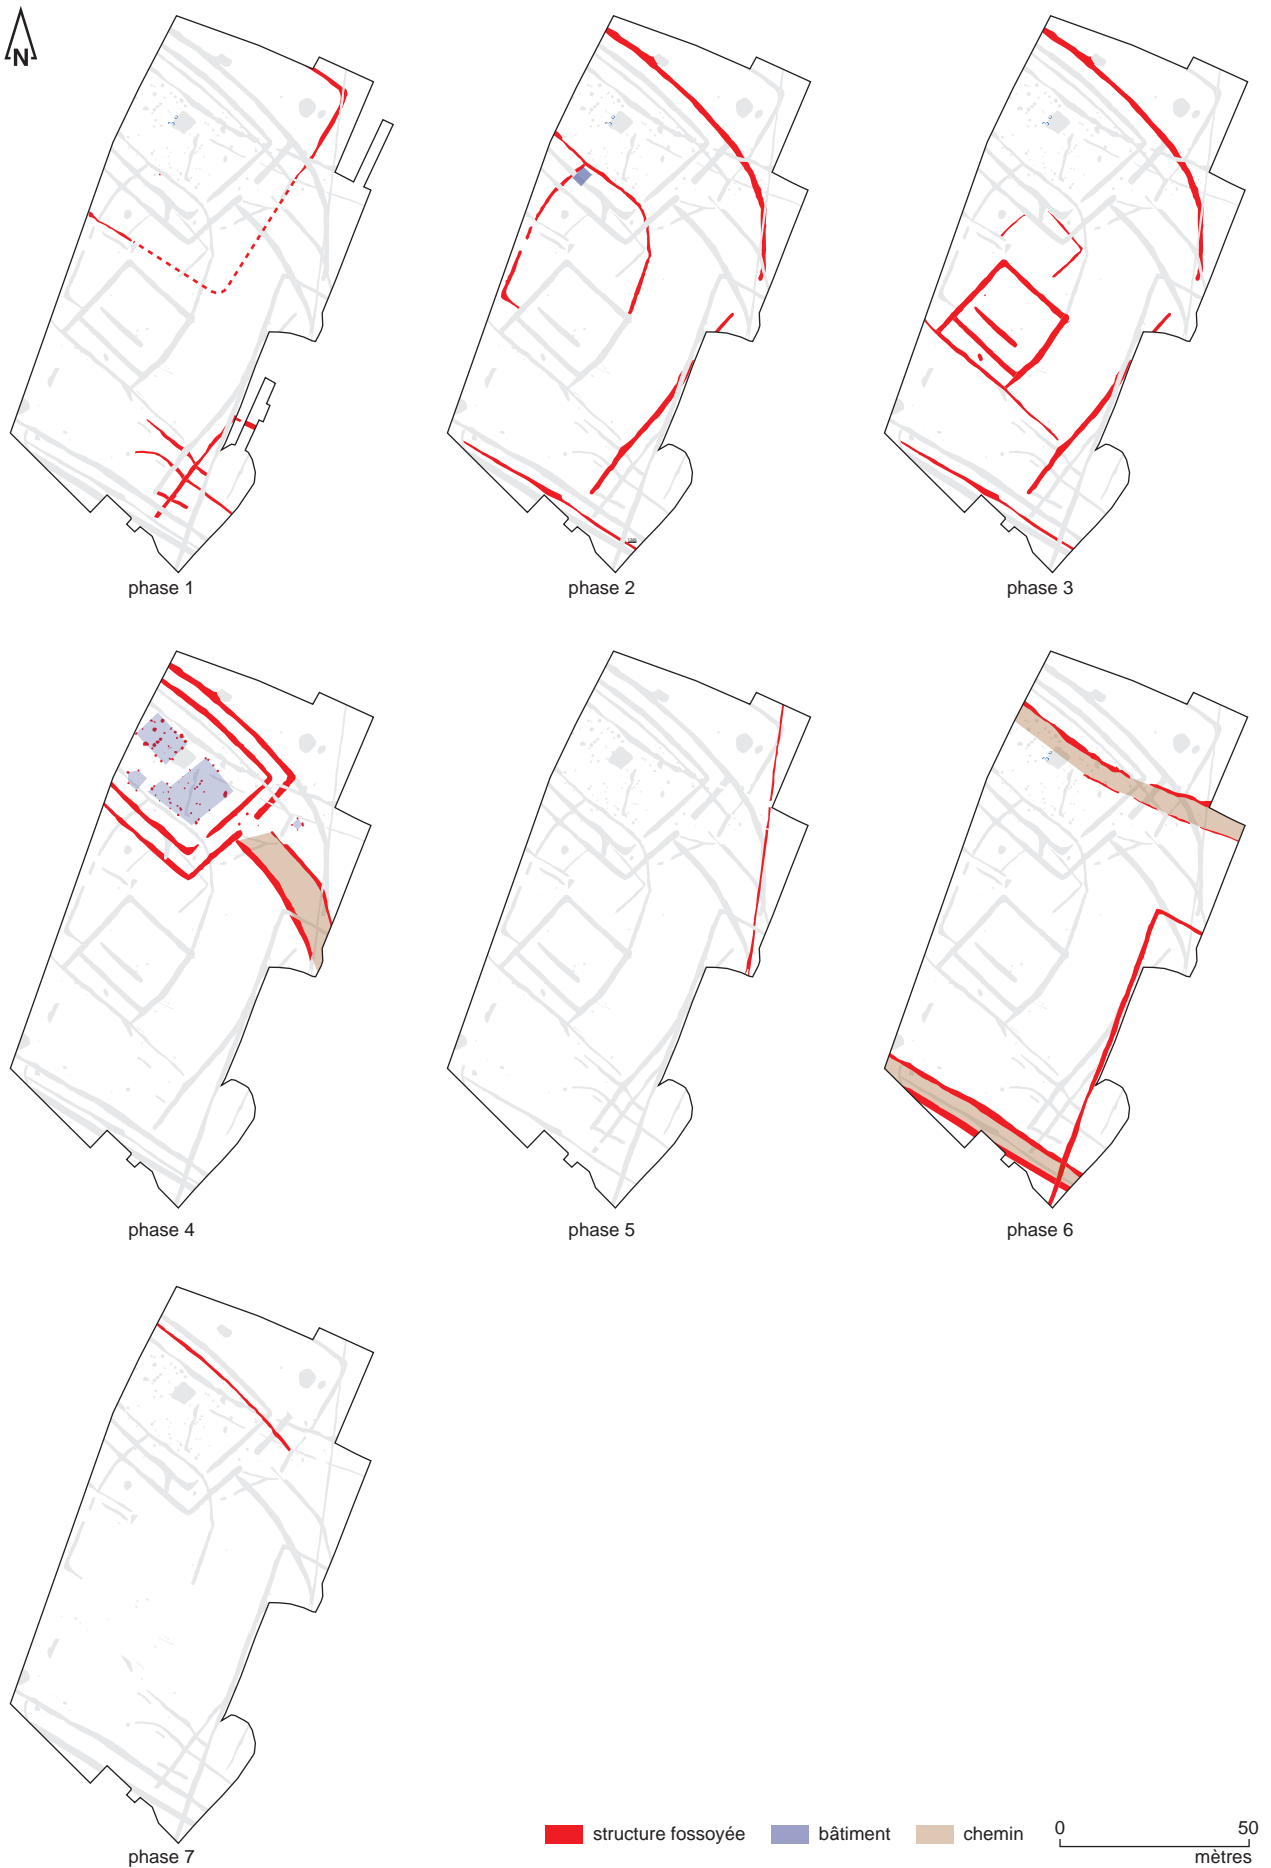 N
phase 1
phase 2
phase 3
phase 4
phase 5
phase 6
phase 7
structure fossoyée
bâtiment
chemin
0
50
mètres